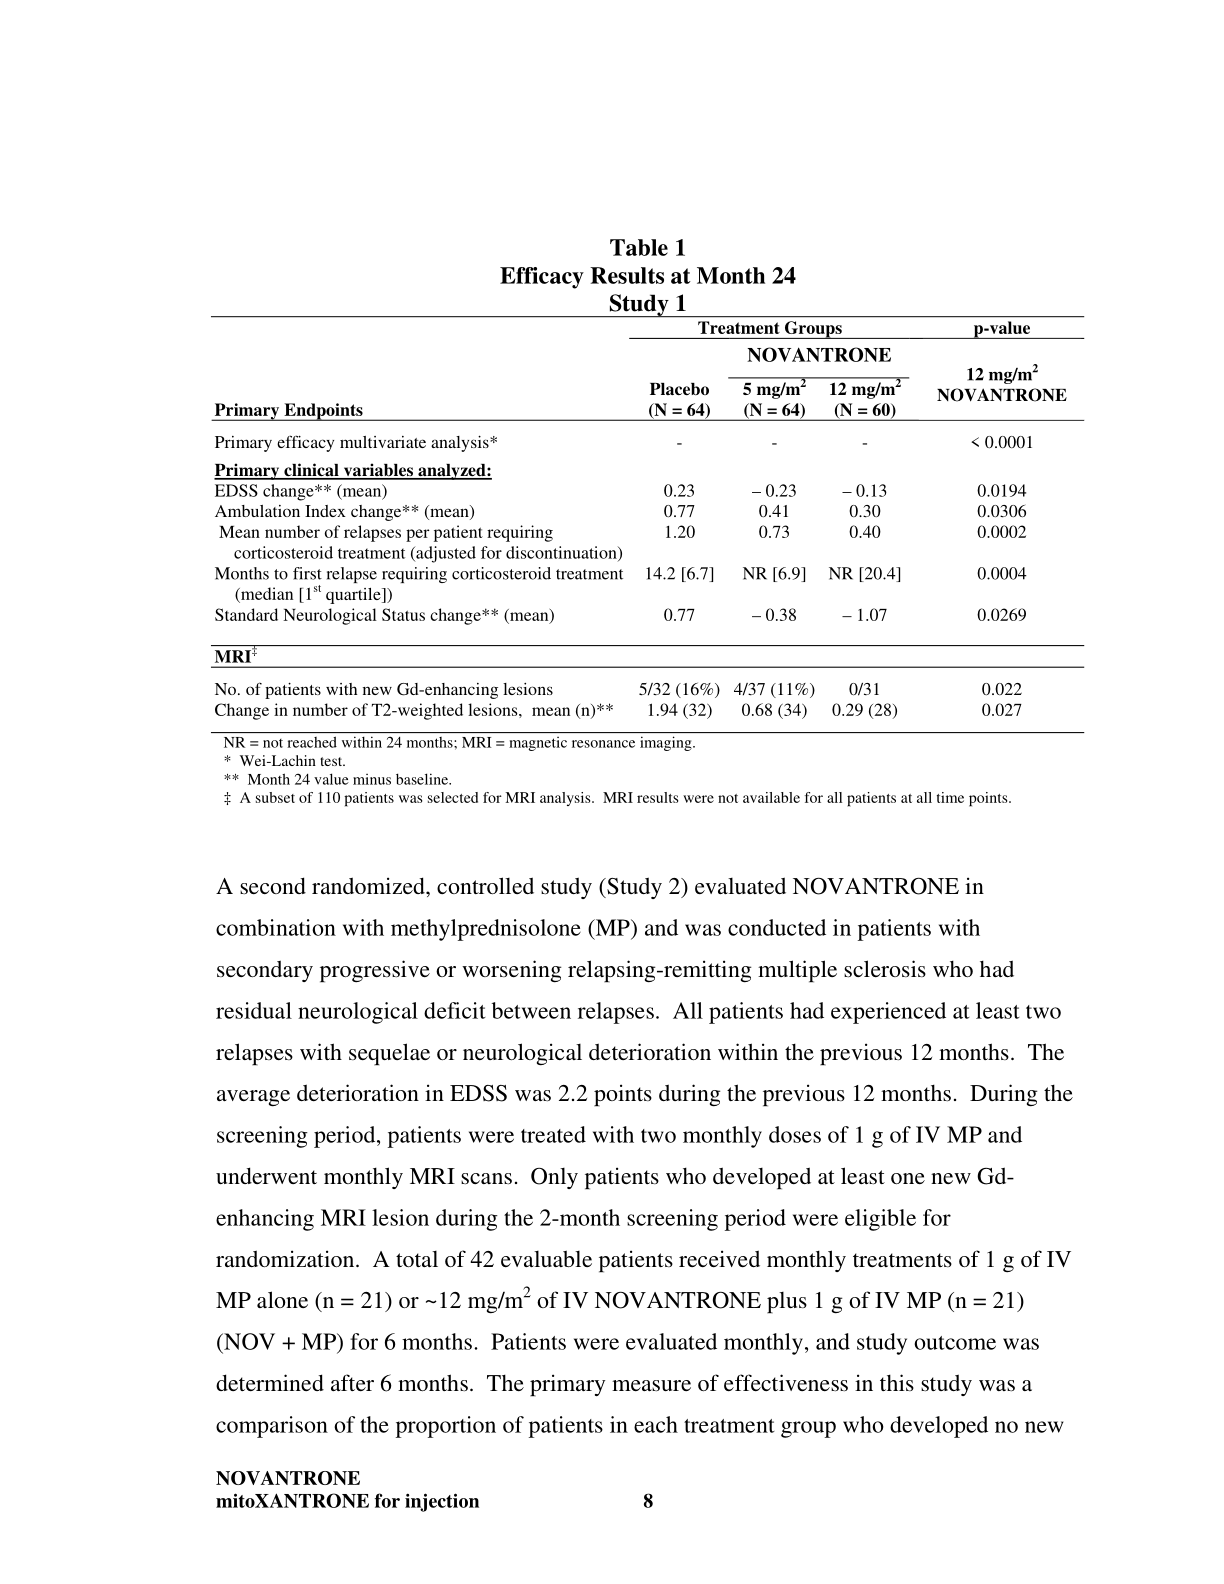 Table 1
Efficacy Results at Month 24
Study 1
Treatment Groups p-value
NOVANTRONE
12 mg/m²
NOVANTRONE
Placebo 5 mg/m² 12 mg/m²
Primary Endpoints (N = 64) (N = 64) (N = 60)
Primary efficacy multivariate analysis* - - - < 0.0001
Primary clinical variables analyzed:
EDSS change** (mean) 0.23 – 0.23 – 0.13 0.0194
Ambulation Index change** (mean) 0.77 0.41 0.30 0.0306
Mean number of relapses per patient requiring 1.20 0.73 0.40 0.0002
corticosteroid treatment (adjusted for discontinuation)
Months to first relapse requiring corticosteroid treatment 14.2 [6.7] NR [6.9] NR [20.4] 0.0004
(median [1st quartile])
Standard Neurological Status change** (mean) 0.77 – 0.38 – 1.07 0.0269
MRI‡
No. of patients with new Gd-enhancing lesions 5/32 (16%) 4/37 (11%) 0/31 0.022
Change in number of T2-weighted lesions, mean (n)** 1.94 (32) 0.68 (34) 0.29 (28) 0.027
NR = not reached within 24 months; MRI = magnetic resonance imaging.
* Wei-Lachin test.
** Month 24 value minus baseline.
‡ A subset of 110 patients was selected for MRI analysis. MRI results were not available for all patients at all time points.
A second randomized, controlled study (Study 2) evaluated NOVANTRONE in
combination with methylprednisolone (MP) and was conducted in patients with
secondary progressive or worsening relapsing-remitting multiple sclerosis who had
residual neurological deficit between relapses. All patients had experienced at least two
relapses with sequelae or neurological deterioration within the previous 12 months. The
average deterioration in EDSS was 2.2 points during the previous 12 months. During the
screening period, patients were treated with two monthly doses of 1 g of IV MP and
underwent monthly MRI scans. Only patients who developed at least one new Gd-
enhancing MRI lesion during the 2-month screening period were eligible for
randomization. A total of 42 evaluable patients received monthly treatments of 1 g of IV
MP alone (n = 21) or ~12 mg/m² of IV NOVANTRONE plus 1 g of IV MP (n = 21)
(NOV + MP) for 6 months. Patients were evaluated monthly, and study outcome was
determined after 6 months. The primary measure of effectiveness in this study was a
comparison of the proportion of patients in each treatment group who developed no new
NOVANTRONE
mitoXANTRONE for injection 8